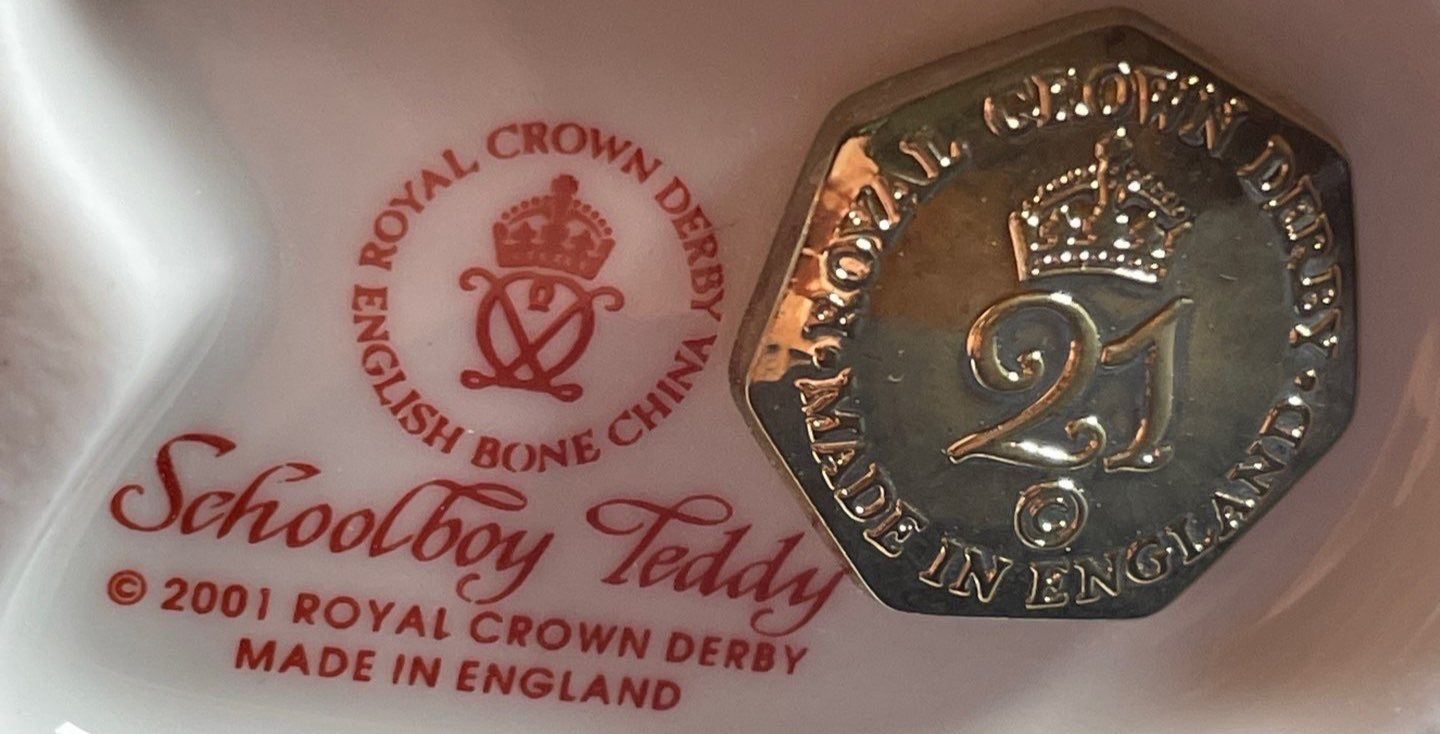 ROYAL CROWN DERBY
ENGLISH BONE CHINA
Schoolboy Teddy
© 2001 ROYAL CROWN DERBY
MADE IN ENGLAND
ROYAL CROWN DERBY
21
©
MADE IN ENGLAND